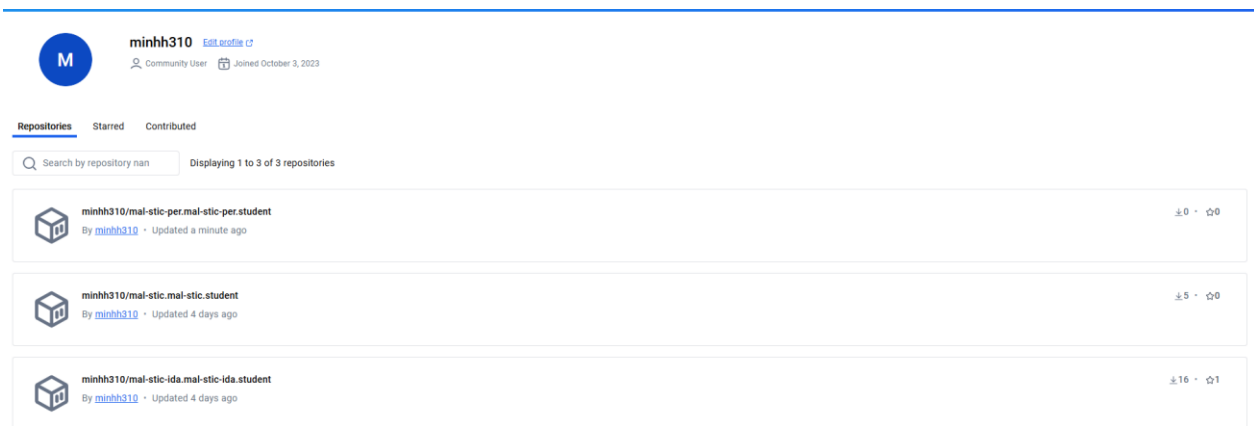 M
minhh310 Edit profile
Community User Joined October 3, 2023
Repositories Starred Contributed
Search by repository nan Displaying 1 to 3 of 3 repositories
minhh310/mal-stic-per.mal-stic-per.student 0 · 0
By minhh310 · Updated a minute ago
minhh310/mal-stic.mal-stic.student 5 · 0
By minhh310 · Updated 4 days ago
minhh310/mal-stic-ida.mal-stic-ida.student 16 · 1
By minhh310 · Updated 4 days ago